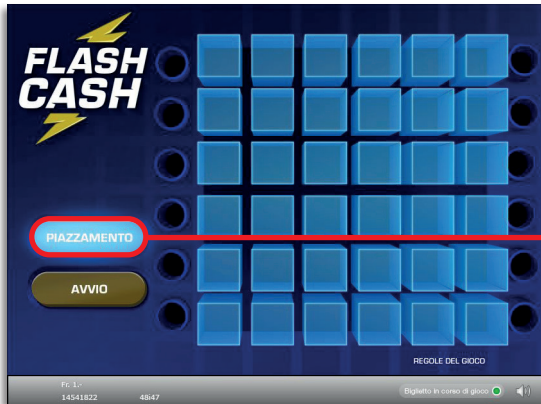 FLASH
CASH
PIAZZAMENTO
AVVIO
REGOLE DEL GIOCO
Fr. 1.-
14541822 48i47
Biglietto in corso di gioco